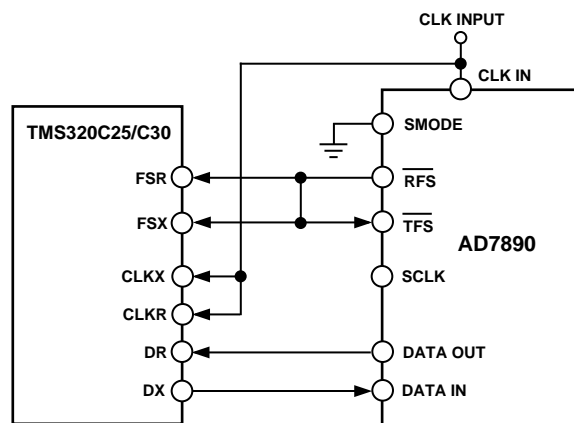 CLK INPUT
CLK IN
TMS320C25/C30
SMODE
FSR
RFS
FSX
TFS
AD7890
CLKX
SCLK
CLKR
DR
DATA OUT
DX
DATA IN